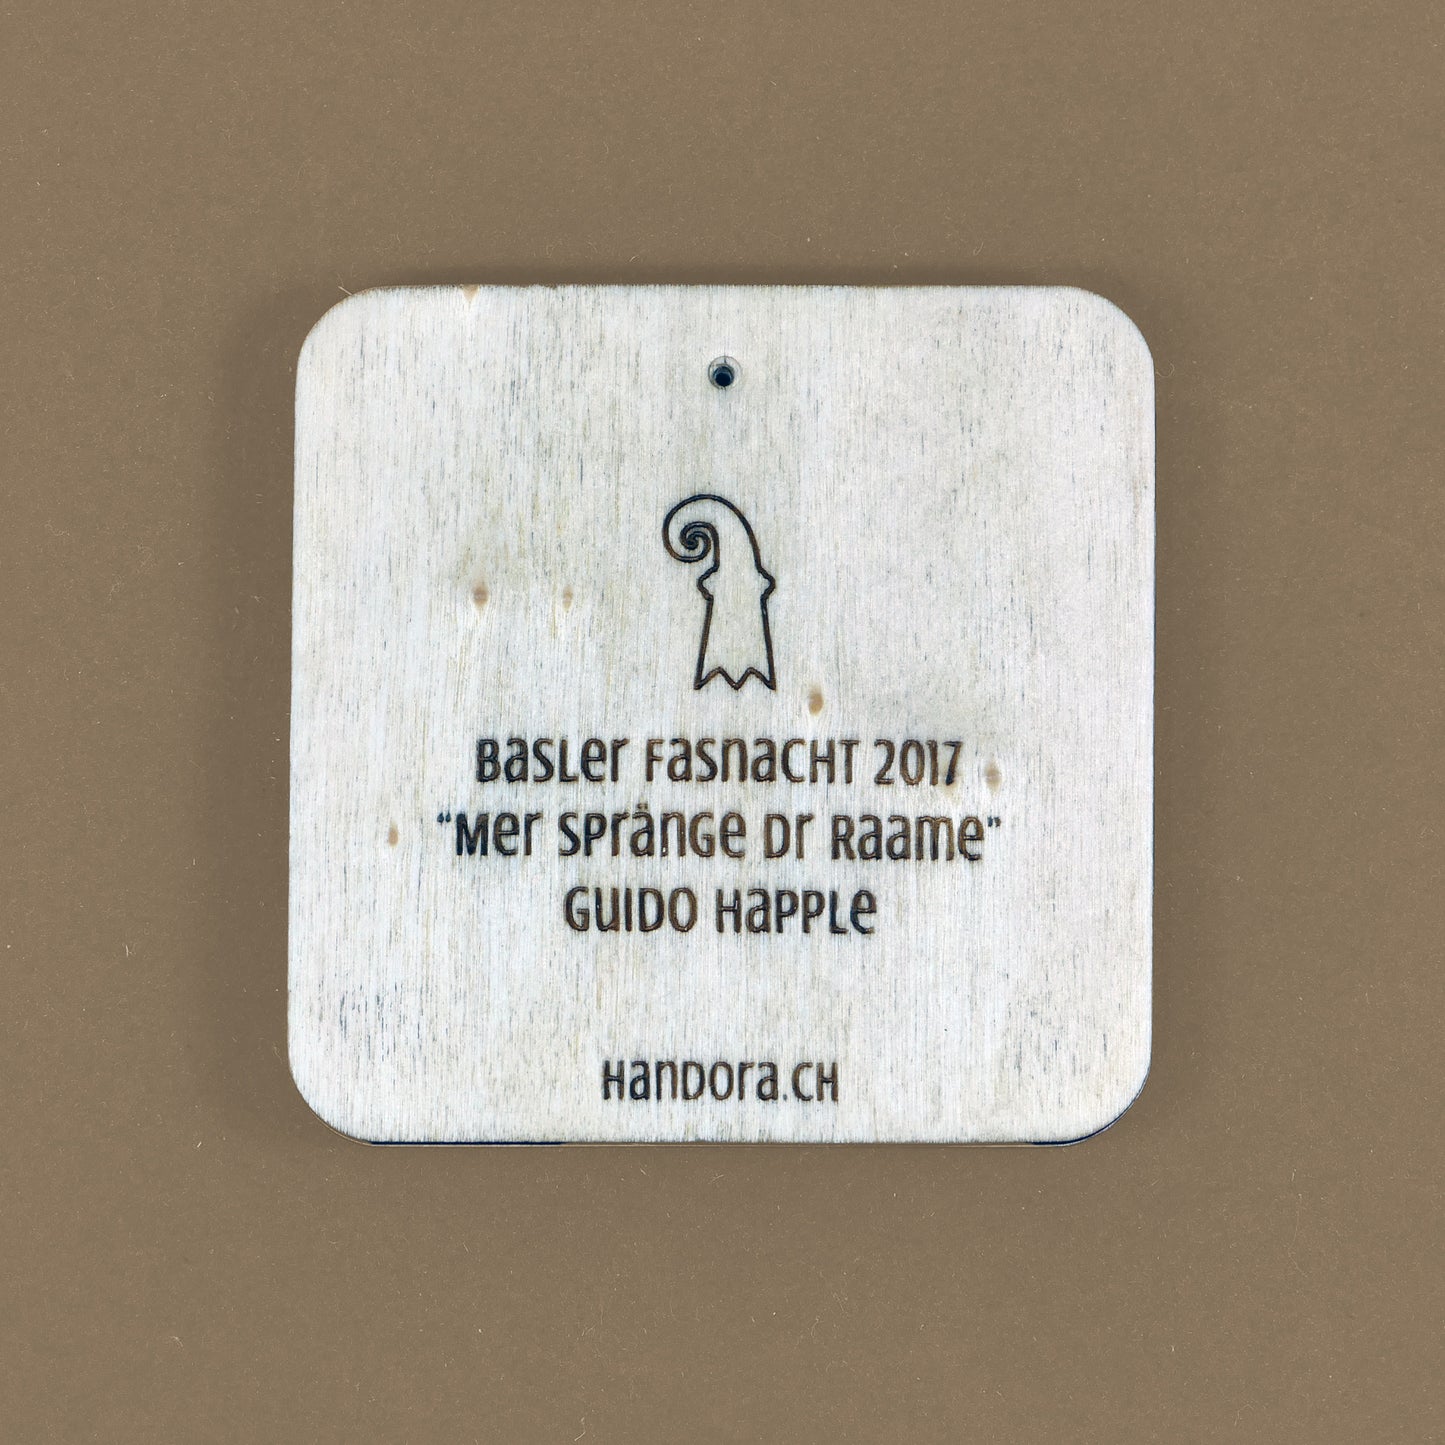 Basler Fasnacht 2017
“Mer spränge dr Raame”
Guido Happle
Handora.ch